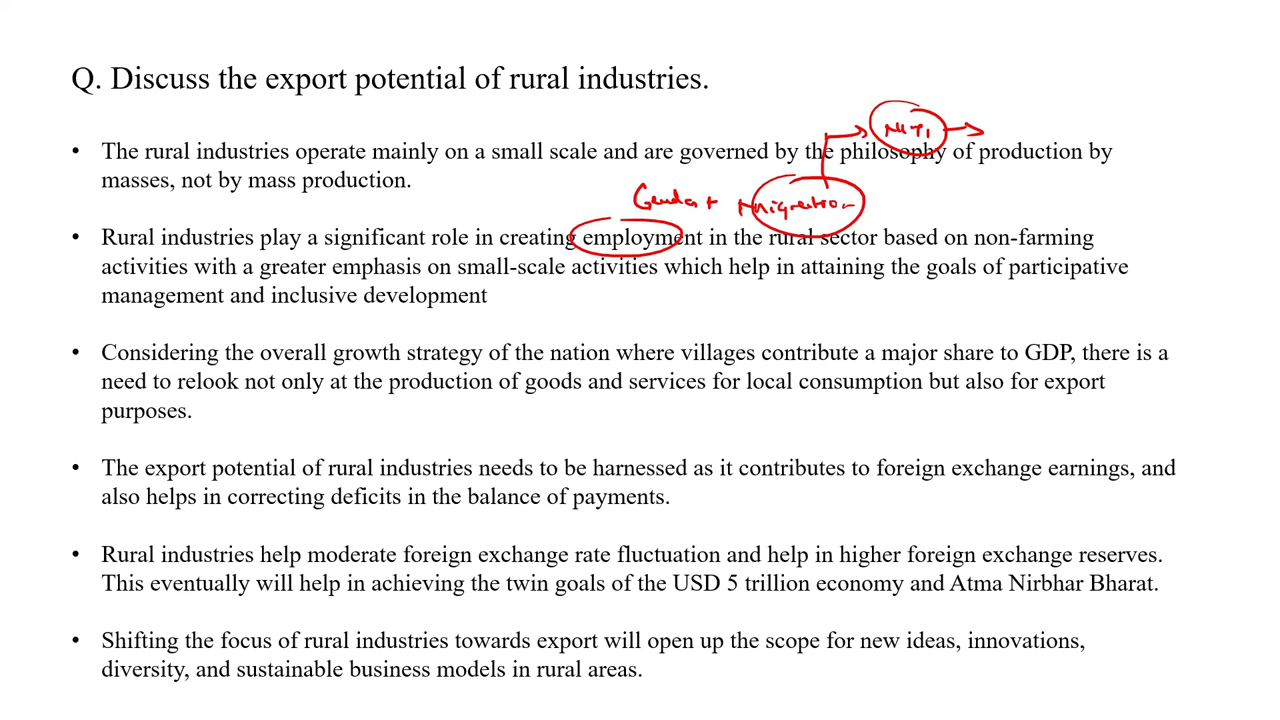 Q. Discuss the export potential of rural industries.
NITI
• The rural industries operate mainly on a small scale and are governed by the philosophy of production by
masses, not by mass production.
Gender + migration
• Rural industries play a significant role in creating employment in the rural sector based on non-farming
activities with a greater emphasis on small-scale activities which help in attaining the goals of participative
management and inclusive development
• Considering the overall growth strategy of the nation where villages contribute a major share to GDP, there is a
need to relook not only at the production of goods and services for local consumption but also for export
purposes.
• The export potential of rural industries needs to be harnessed as it contributes to foreign exchange earnings, and
also helps in correcting deficits in the balance of payments.
• Rural industries help moderate foreign exchange rate fluctuation and help in higher foreign exchange reserves.
This eventually will help in achieving the twin goals of the USD 5 trillion economy and Atma Nirbhar Bharat.
• Shifting the focus of rural industries towards export will open up the scope for new ideas, innovations,
diversity, and sustainable business models in rural areas.